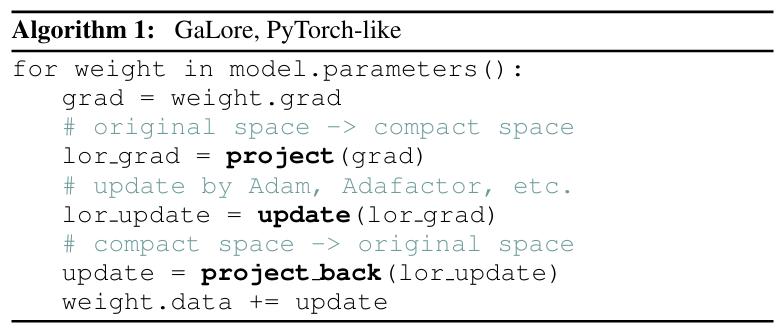 Algorithm 1: GaLore, PyTorch-like
for weight in model.parameters():
grad = weight.grad
# original space -> compact space
lor_grad = project(grad)
# update by Adam, Adafactor, etc.
lor_update = update(lor_grad)
# compact space -> original space
update = project_back(lor_update)
weight.data += update